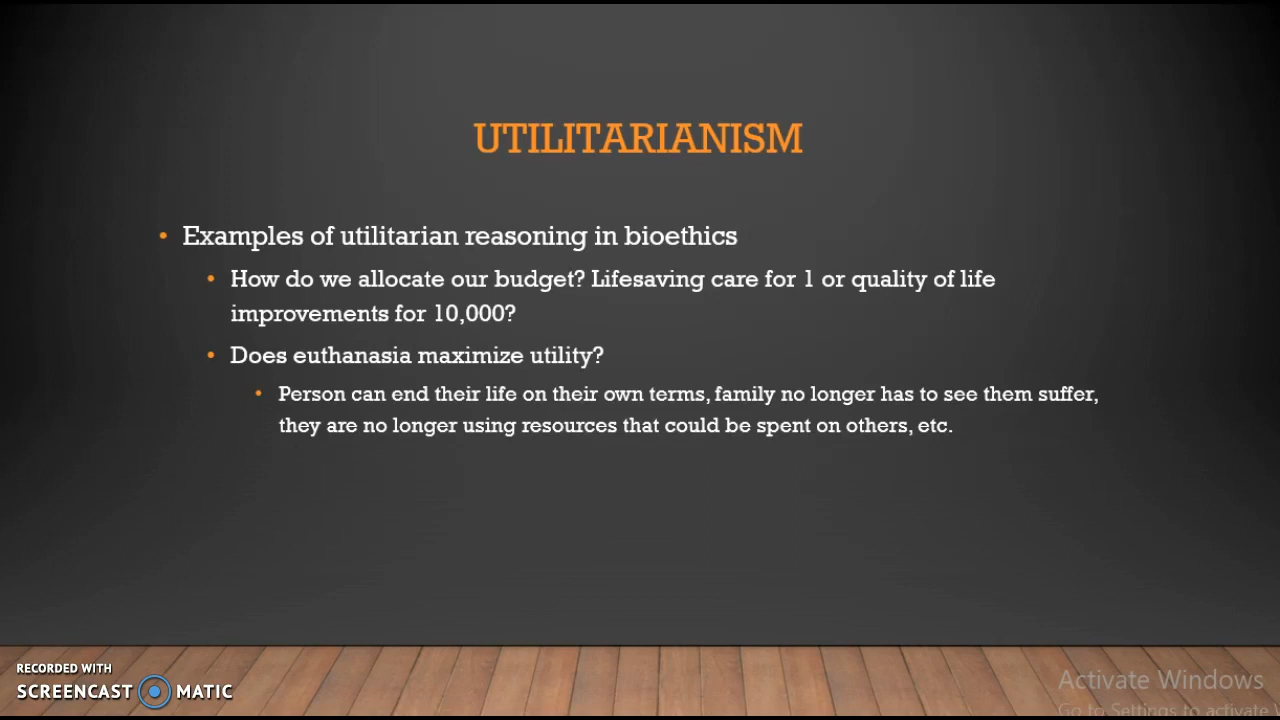 UTILITARIANISM
• Examples of utilitarian reasoning in bioethics
• How do we allocate our budget? Lifesaving care for 1 or quality of life
improvements for 10,000?
• Does euthanasia maximize utility?
• Person can end their life on their own terms, family no longer has to see them suffer,
they are no longer using resources that could be spent on others, etc.
RECORDED WITH
SCREENCAST MATIC
Activate Windows
Go to Settings to activate